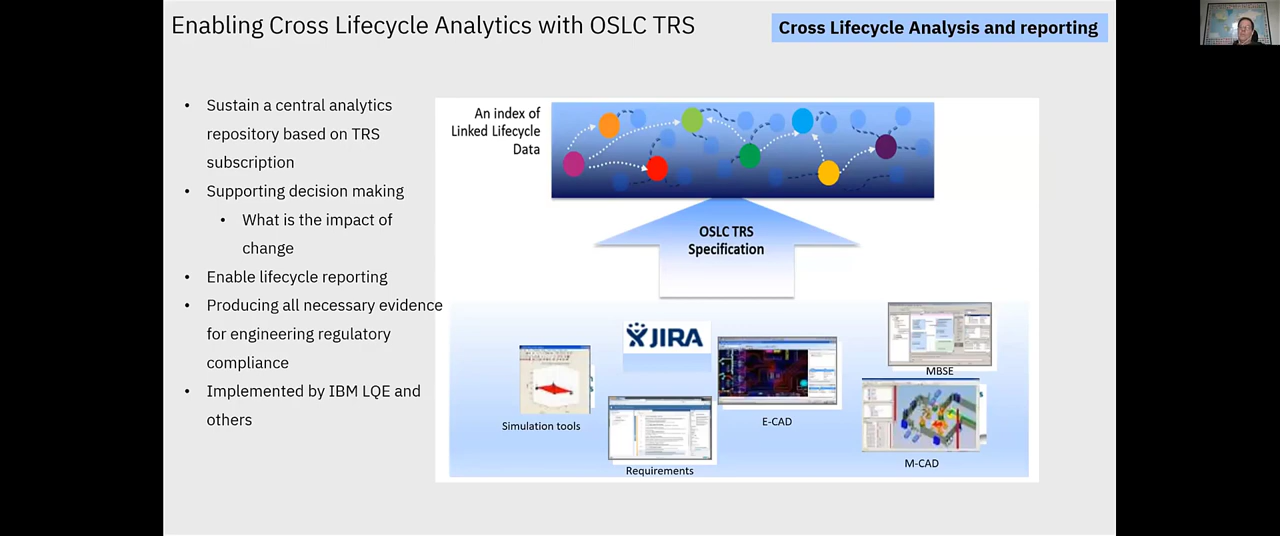 Enabling Cross Lifecycle Analytics with OSLC TRS
Cross Lifecycle Analysis and reporting
• Sustain a central analytics
repository based on TRS
subscription
• Supporting decision making
• What is the impact of
change
• Enable lifecycle reporting
• Producing all necessary evidence
for engineering regulatory
compliance
• Implemented by IBM LQE and
others
An index of
Linked Lifecycle
Data
OSLC TRS
Specification
JIRA
Simulation tools
Requirements
E-CAD
MBSE
M-CAD